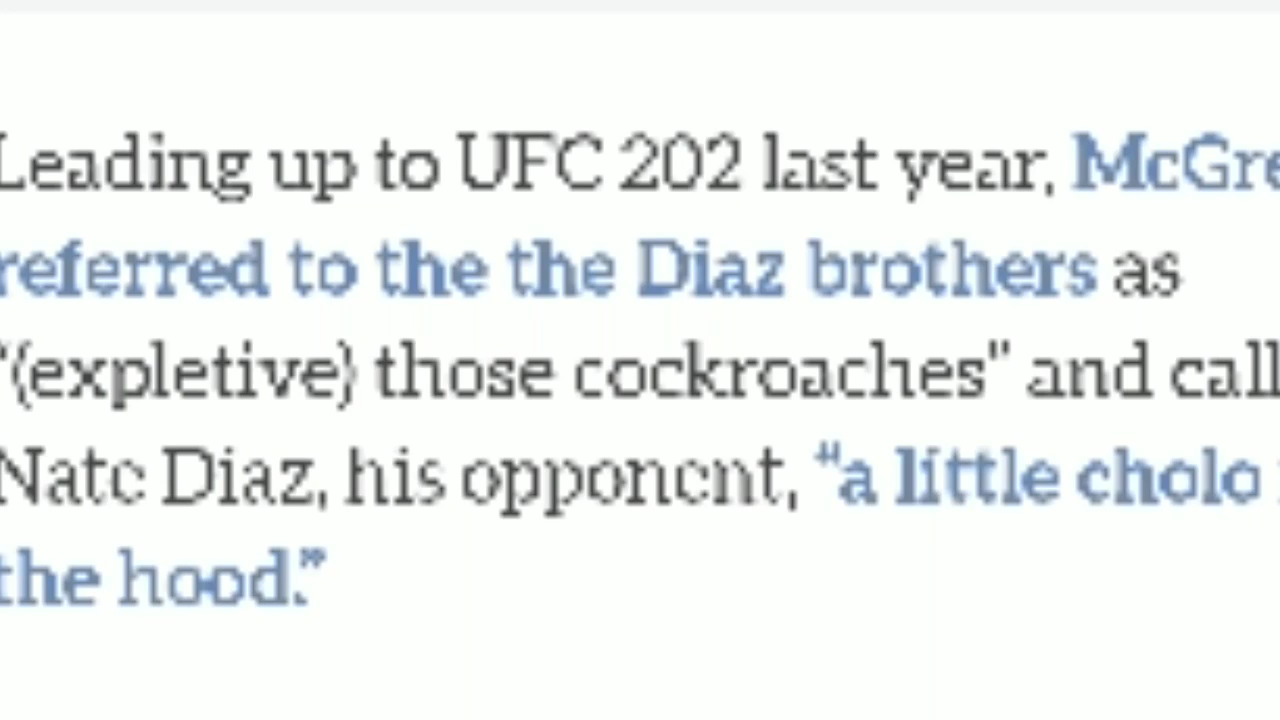 Leading up to UFC 202 last year, McGre
referred to the the Diaz brothers as
"(expletive) those cockroaches" and call
Nate Diaz, his opponent, "a little cholo
the hood.”